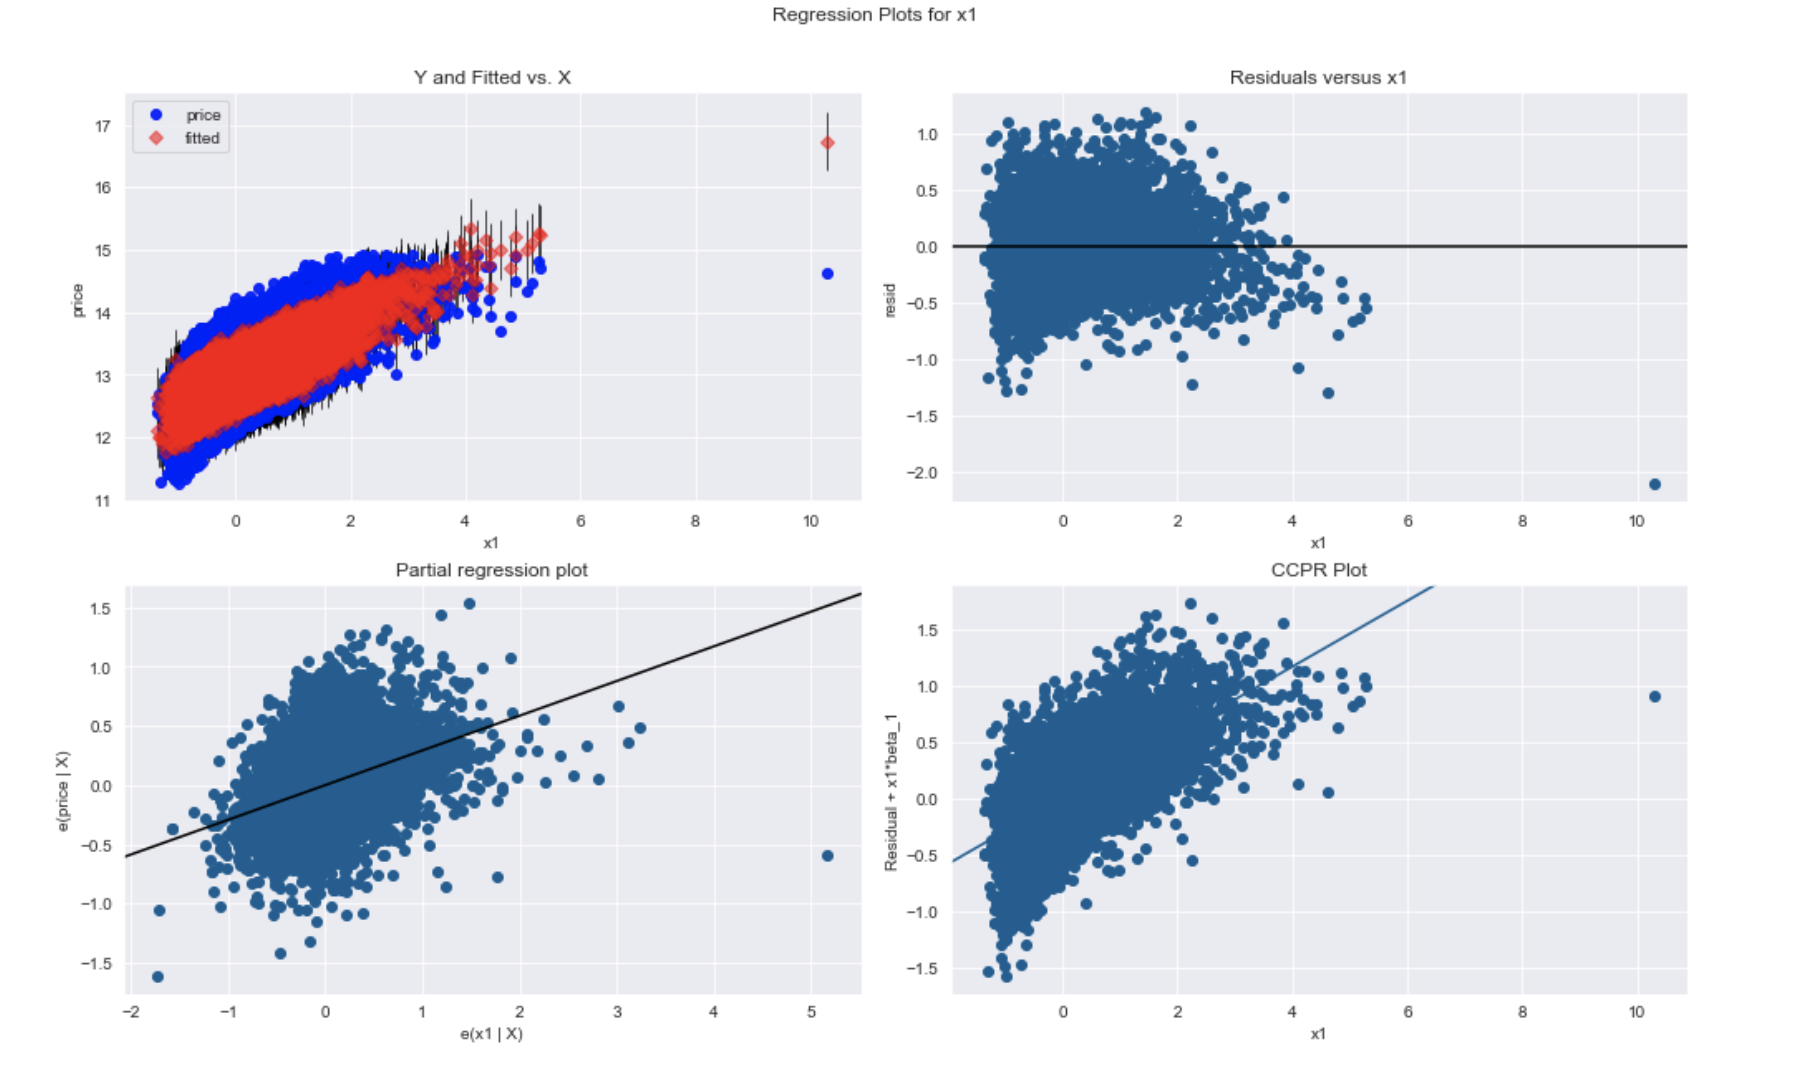 Regression Plots for x1
Y and Fitted vs. X
price
fitted
17
16
15
14
13
12
11
price
0 2 4 6 8 10
x1
Residuals versus x1
1.0
0.5
0.0
−0.5
−1.0
−1.5
−2.0
resid
0 2 4 6 8 10
x1
Partial regression plot
1.5
1.0
0.5
0.0
−0.5
−1.0
−1.5
e(price | X)
−2 −1 0 1 2 3 4 5
e(x1 | X)
CCPR Plot
1.5
1.0
0.5
0.0
−0.5
−1.0
−1.5
Residual + x1*beta_1
0 2 4 6 8 10
x1